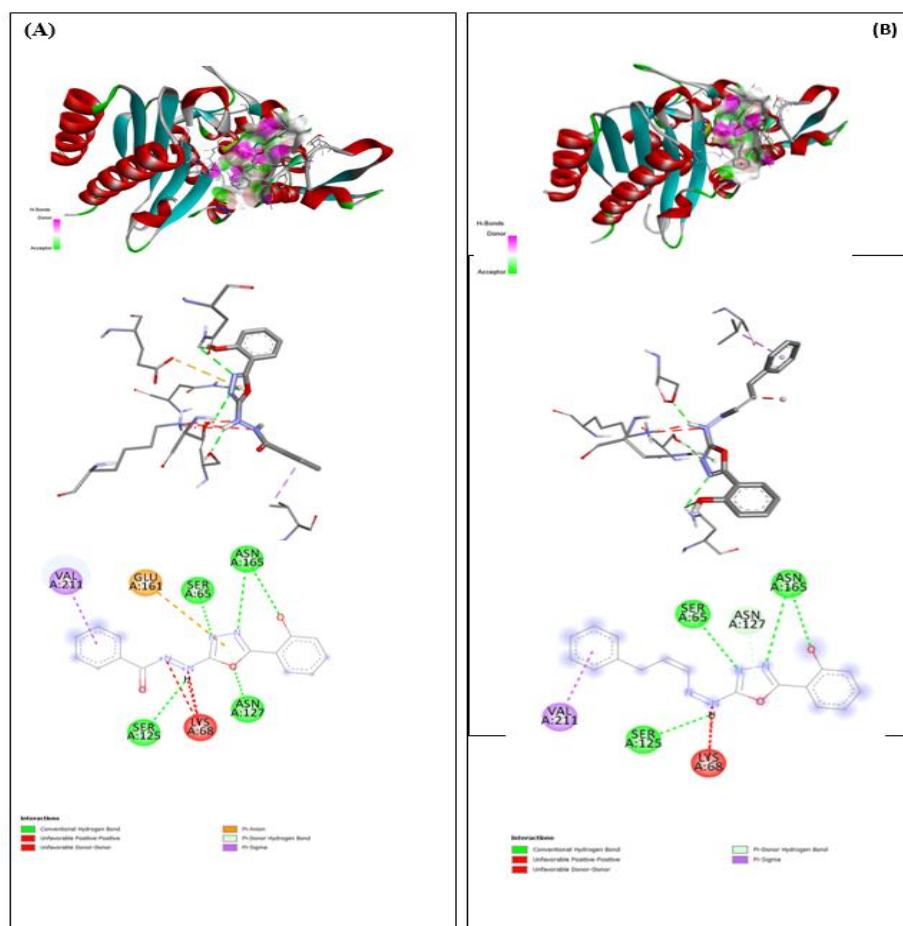 (A)
H-Bonds
Donor
Acceptor
VAL
A:211
GLU
A:161
SER
A:65
ASN
A:165
O
N
N
N
N
H
O
O
SER
A:125
LYS
A:68
ASN
A:127
Interactions
Conventional Hydrogen Bond
Unfavorable Positive-Positive
Unfavorable Donor-Donor
Pi-Anion
Pi-Donor Hydrogen Bond
Pi-Sigma
(B)
H-Bonds
Donor
Acceptor
SER
A:65
ASN
A:127
ASN
A:165
O
N
N
N
N
H
O
VAL
A:211
SER
A:125
LYS
A:68
Interactions
Conventional Hydrogen Bond
Unfavorable Positive-Positive
Unfavorable Donor-Donor
Pi-Donor Hydrogen Bond
Pi-Sigma